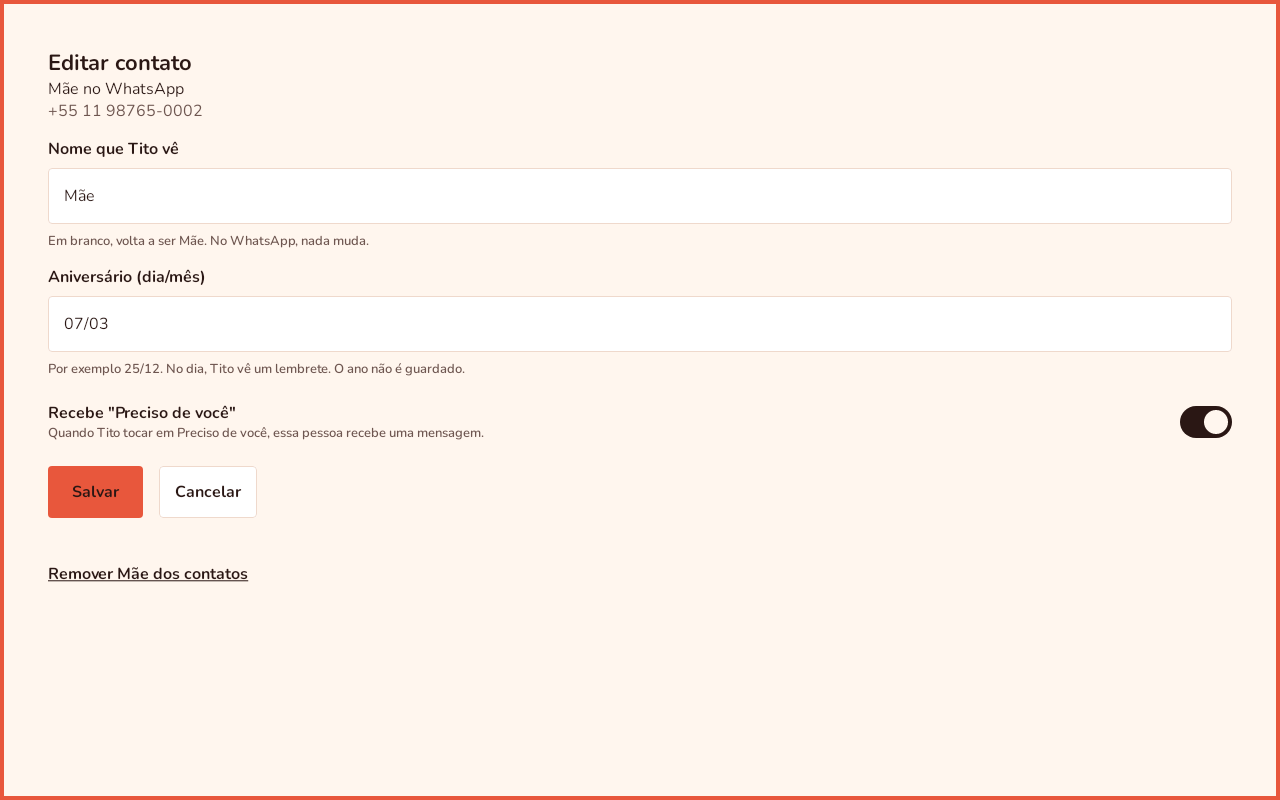 Editar contato
Mãe no WhatsApp
+55 11 98765-0002
Nome que Tito vê
Mãe
Em branco, volta a ser Mãe. No WhatsApp, nada muda.
Aniversário (dia/mês)
07/03
Por exemplo 25/12. No dia, Tito vê um lembrete. O ano não é guardado.
Recebe "Preciso de você"
Quando Tito tocar em Preciso de você, essa pessoa recebe uma mensagem.
Salvar Cancelar
Remover Mãe dos contatos